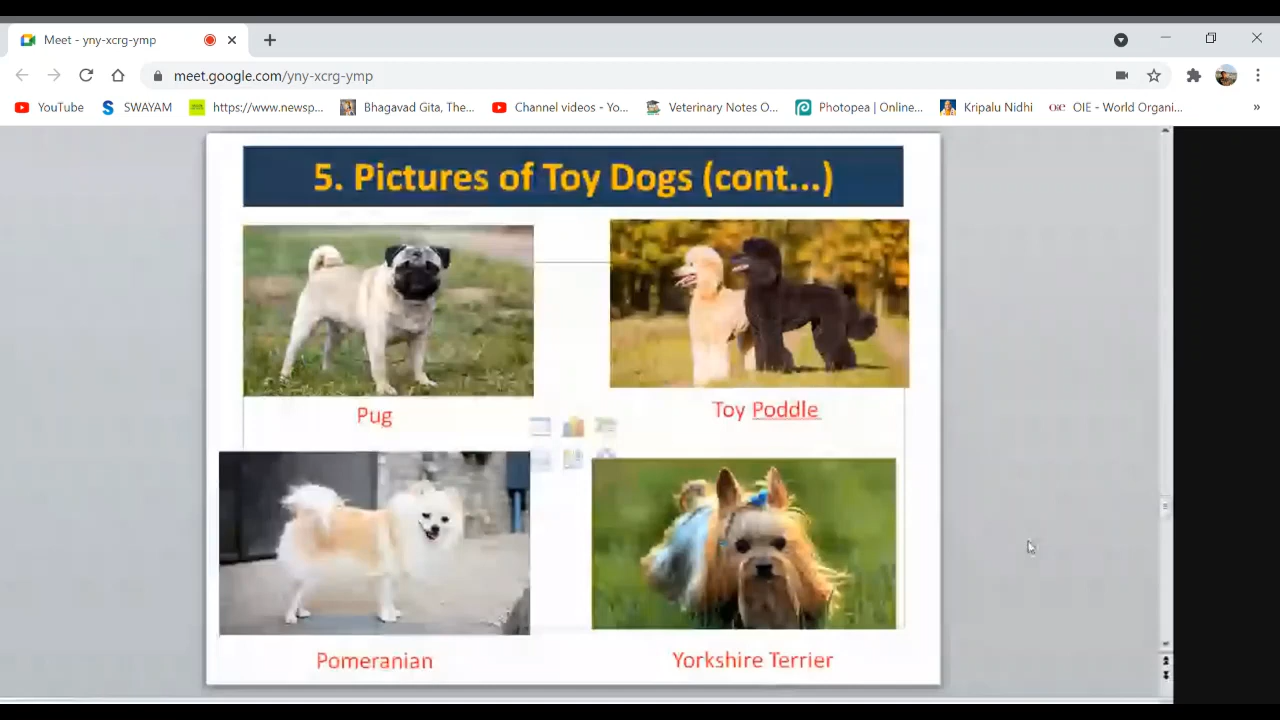 Meet - yny-xcrg-ymp
meet.google.com/yny-xcrg-ymp
YouTube
SWAYAM
https://www.newsp...
Bhagavad Gita, The...
Channel videos - Yo...
Veterinary Notes O...
Photopea | Online...
Kripalu Nidhi
OIE - World Organi...
5. Pictures of Toy Dogs (cont...)
Pug
Toy Poddle
Pomeranian
Yorkshire Terrier